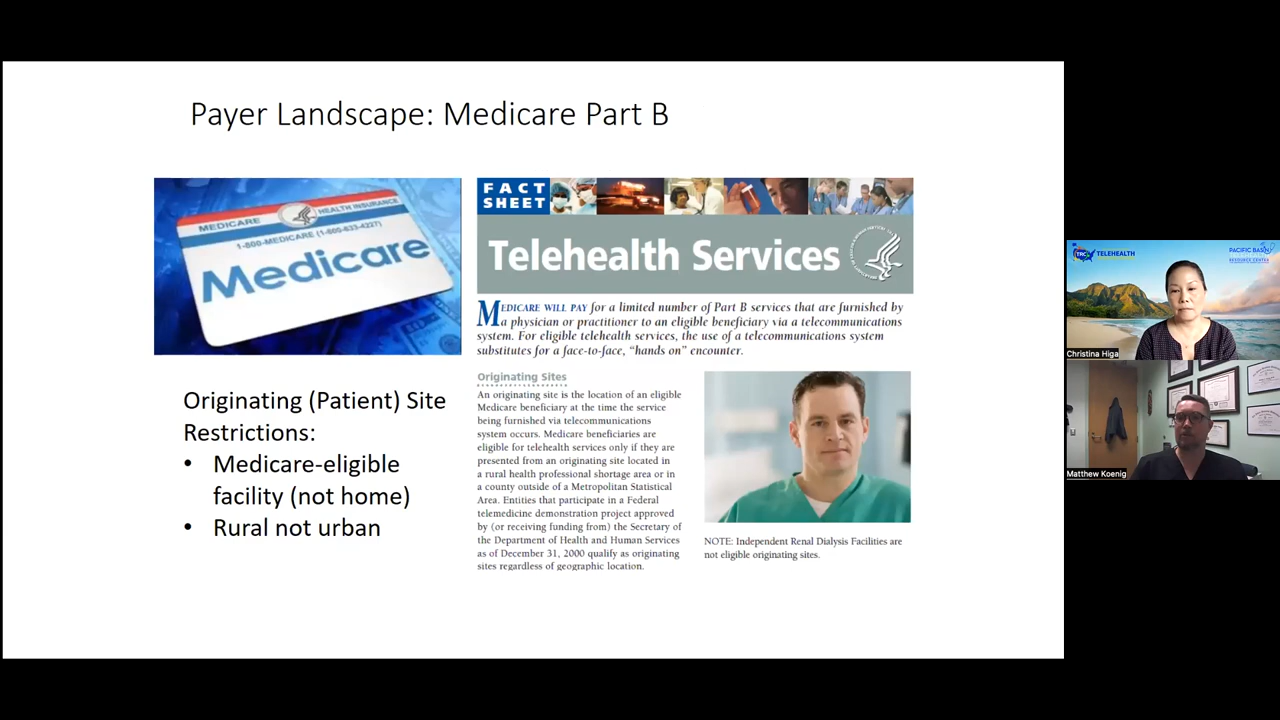 Payer Landscape: Medicare Part B
MEDICARE
HEALTH INSURANCE
1-800-MEDICARE (1-800-633-4227)
Medicare
Originating (Patient) Site
Restrictions:
• Medicare-eligible
facility (not home)
• Rural not urban
FACT
SHEET
Telehealth Services
MEDICARE WILL PAY for a limited number of Part B services that are furnished by
a physician or practitioner to an eligible beneficiary via a telecommunications
system. For eligible telehealth services, the use of a telecommunications system
substitutes for a face-to-face, “hands on” encounter.
Originating Sites
An originating site is the location of an eligible
Medicare beneficiary at the time the service
being furnished via telecommunications
system occurs. Medicare beneficiaries are
eligible for telehealth services only if they are
presented from an originating site located in
a rural health professional shortage area or in
a county outside of a Metropolitan Statistical
Area. Entities that participate in a Federal
telemedicine demonstration project approved
by (or receiving funding from) the Secretary of
the Department of Health and Human Services
as of December 31, 2000 qualify as originating
sites regardless of geographic location.
NOTE: Independent Renal Dialysis Facilities are
not eligible originating sites.
TELEHEALTH
PACIFIC BASIN
Christina Higa
Matthew Koenig